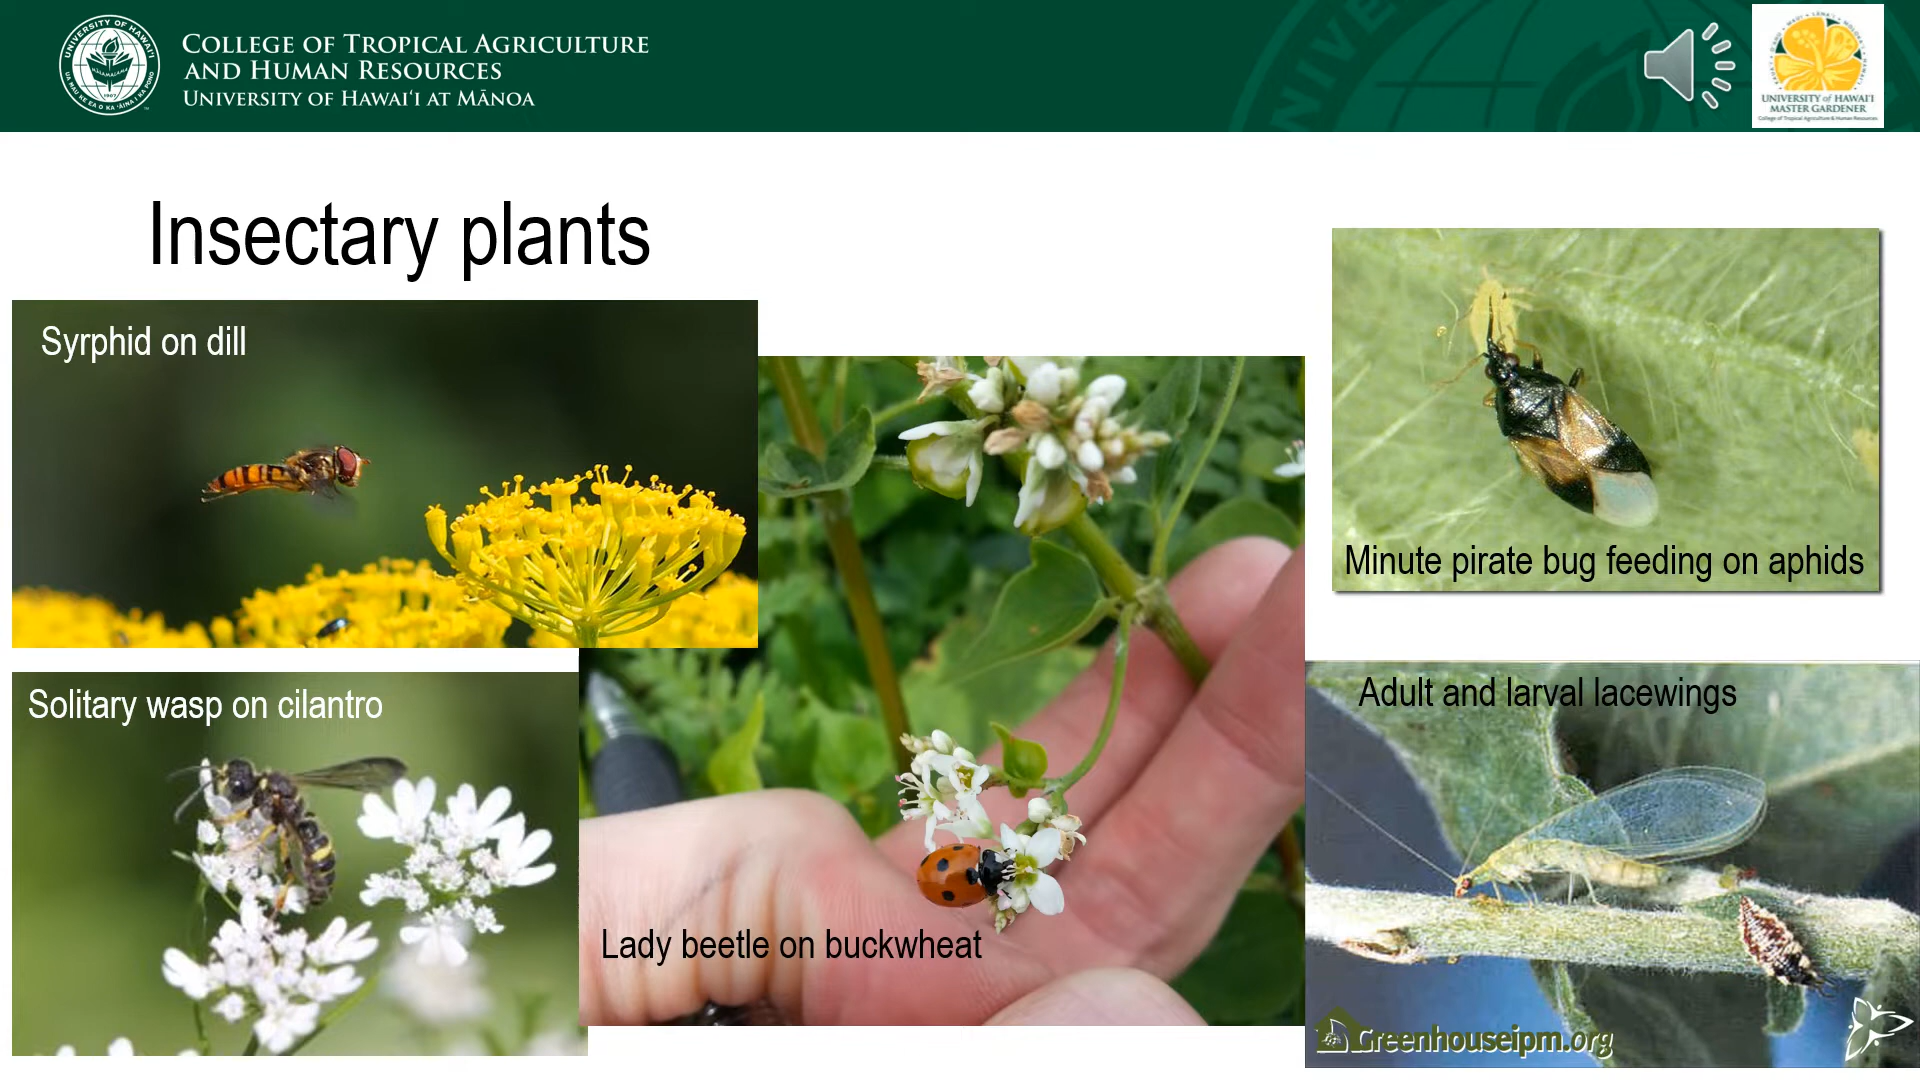 COLLEGE OF TROPICAL AGRICULTURE
AND HUMAN RESOURCES
UNIVERSITY OF HAWAIʻI AT MĀNOA
UNIVERSITY of HAWAIʻI
MASTER GARDENER
College of Tropical Agriculture & Human Resources
Insectary plants
Syrphid on dill
Minute pirate bug feeding on aphids
Solitary wasp on cilantro
Lady beetle on buckwheat
Adult and larval lacewings
Greenhouseipm.org